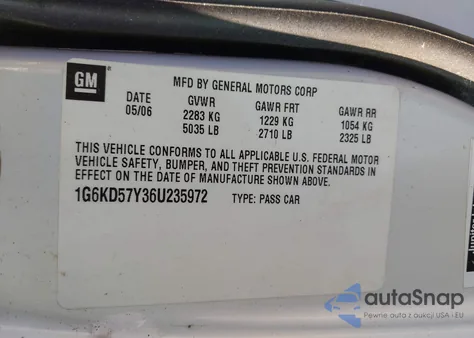 GM
MFD BY GENERAL MOTORS CORP
DATE GVWR GAWR FRT GAWR RR
05/06 2283 KG 1229 KG 1054 KG
5035 LB 2710 LB 2325 LB
THIS VEHICLE CONFORMS TO ALL APPLICABLE U.S. FEDERAL MOTOR
VEHICLE SAFETY, BUMPER, AND THEFT PREVENTION STANDARDS IN
EFFECT ON THE DATE OF MANUFACTURE SHOWN ABOVE.
1G6KD57Y36U235972 TYPE: PASS CAR
autoSnap
Pewne auta z aukcji USA i EU